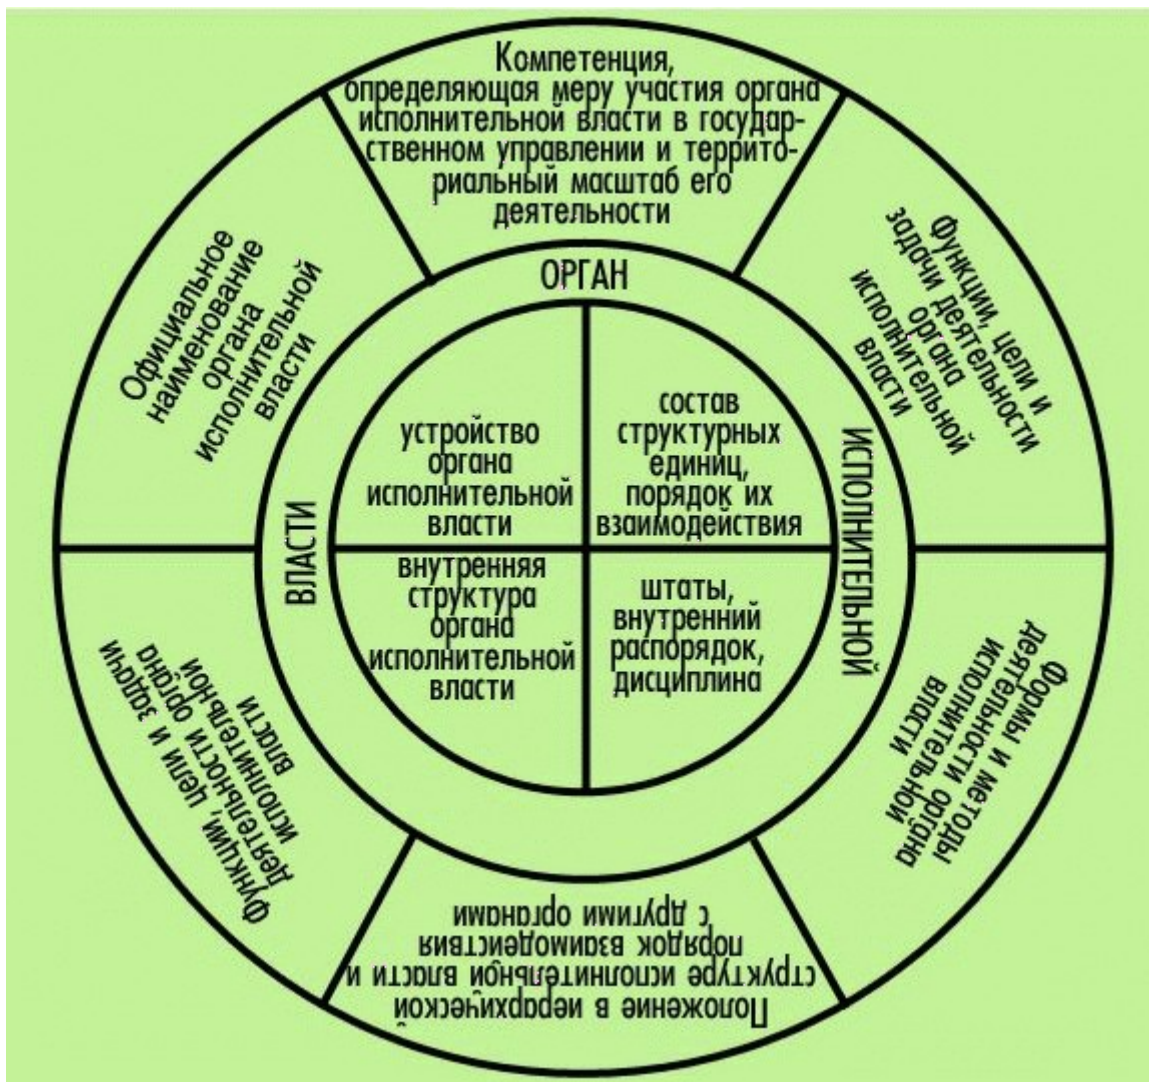 Компетенция,
определяющая меру участия органа
исполнительной власти в государ-
ственном управлении и террито-
риальный масштаб его
деятельности
Функции, цели и
задачи деятельности
органа
исполнительной
власти
Формы и методы
деятельности органа
исполнительной
власти
Положение в иерархической
структуре исполнительной власти и
порядок взаимодействия
с другими органами
Функции, цели и задачи
деятельности органа
исполнительной
власти
Официальное
наименование
органа
исполнительной
власти
ОРГАН
ИСПОЛНИТЕЛЬНОЙ
ВЛАСТИ
устройство
органа
исполнительной
власти
состав
структурных
единиц,
порядок их
взаимодействия
внутренняя
структура
органа
исполнительной
власти
штаты,
внутренний
распорядок,
дисциплина